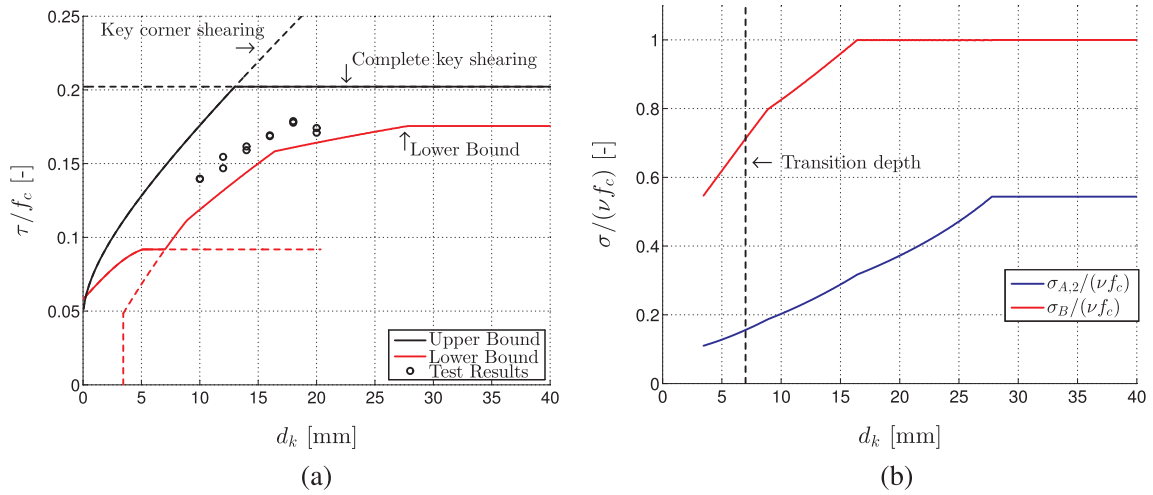 0.25
0.2
0.15
0.1
0.05
0
0 5 10 15 20 25 30 35 40
τ/f_c [-]
d_k [mm]
Key corner shearing
Complete key shearing
Lower Bound
Upper Bound
Lower Bound
Test Results
(a)
1
0.8
0.6
0.4
0.2
0
0 5 10 15 20 25 30 35 40
σ/(νf_c) [-]
d_k [mm]
Transition depth
σ_{A,2}/(νf_c)
σ_B/(νf_c)
(b)